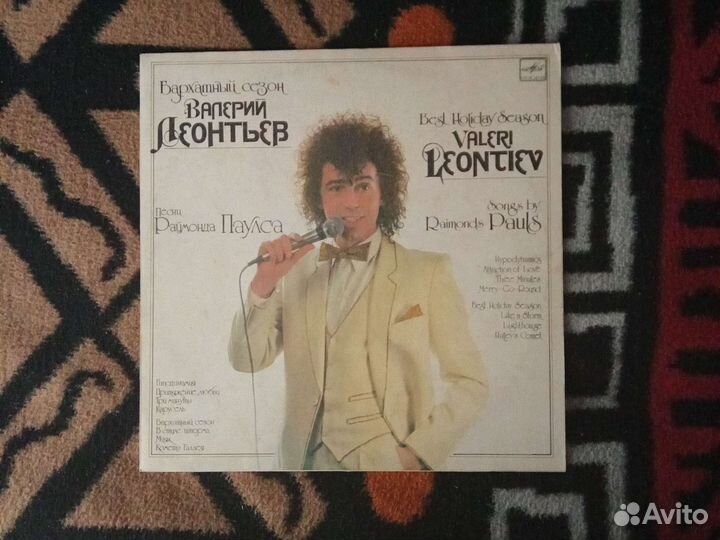 Бархатный сезон
Валерий
Леонтьев
Best Holiday Season
Valeri
Leontiev
Песни
Раймонда Паулса
Songs by
Raimonds Pauls
Hypodynamics
Attraction of Love
Three Minutes
Merry-Go-Round
Best Holiday Season
Like a Storm
Lighthouse
Halley's Comet
Гиподинамия
Притяжение любви
Три минуты
Карусель
Бархатный сезон
В стиле шторма
Маяк
Комета Галлея
Avito